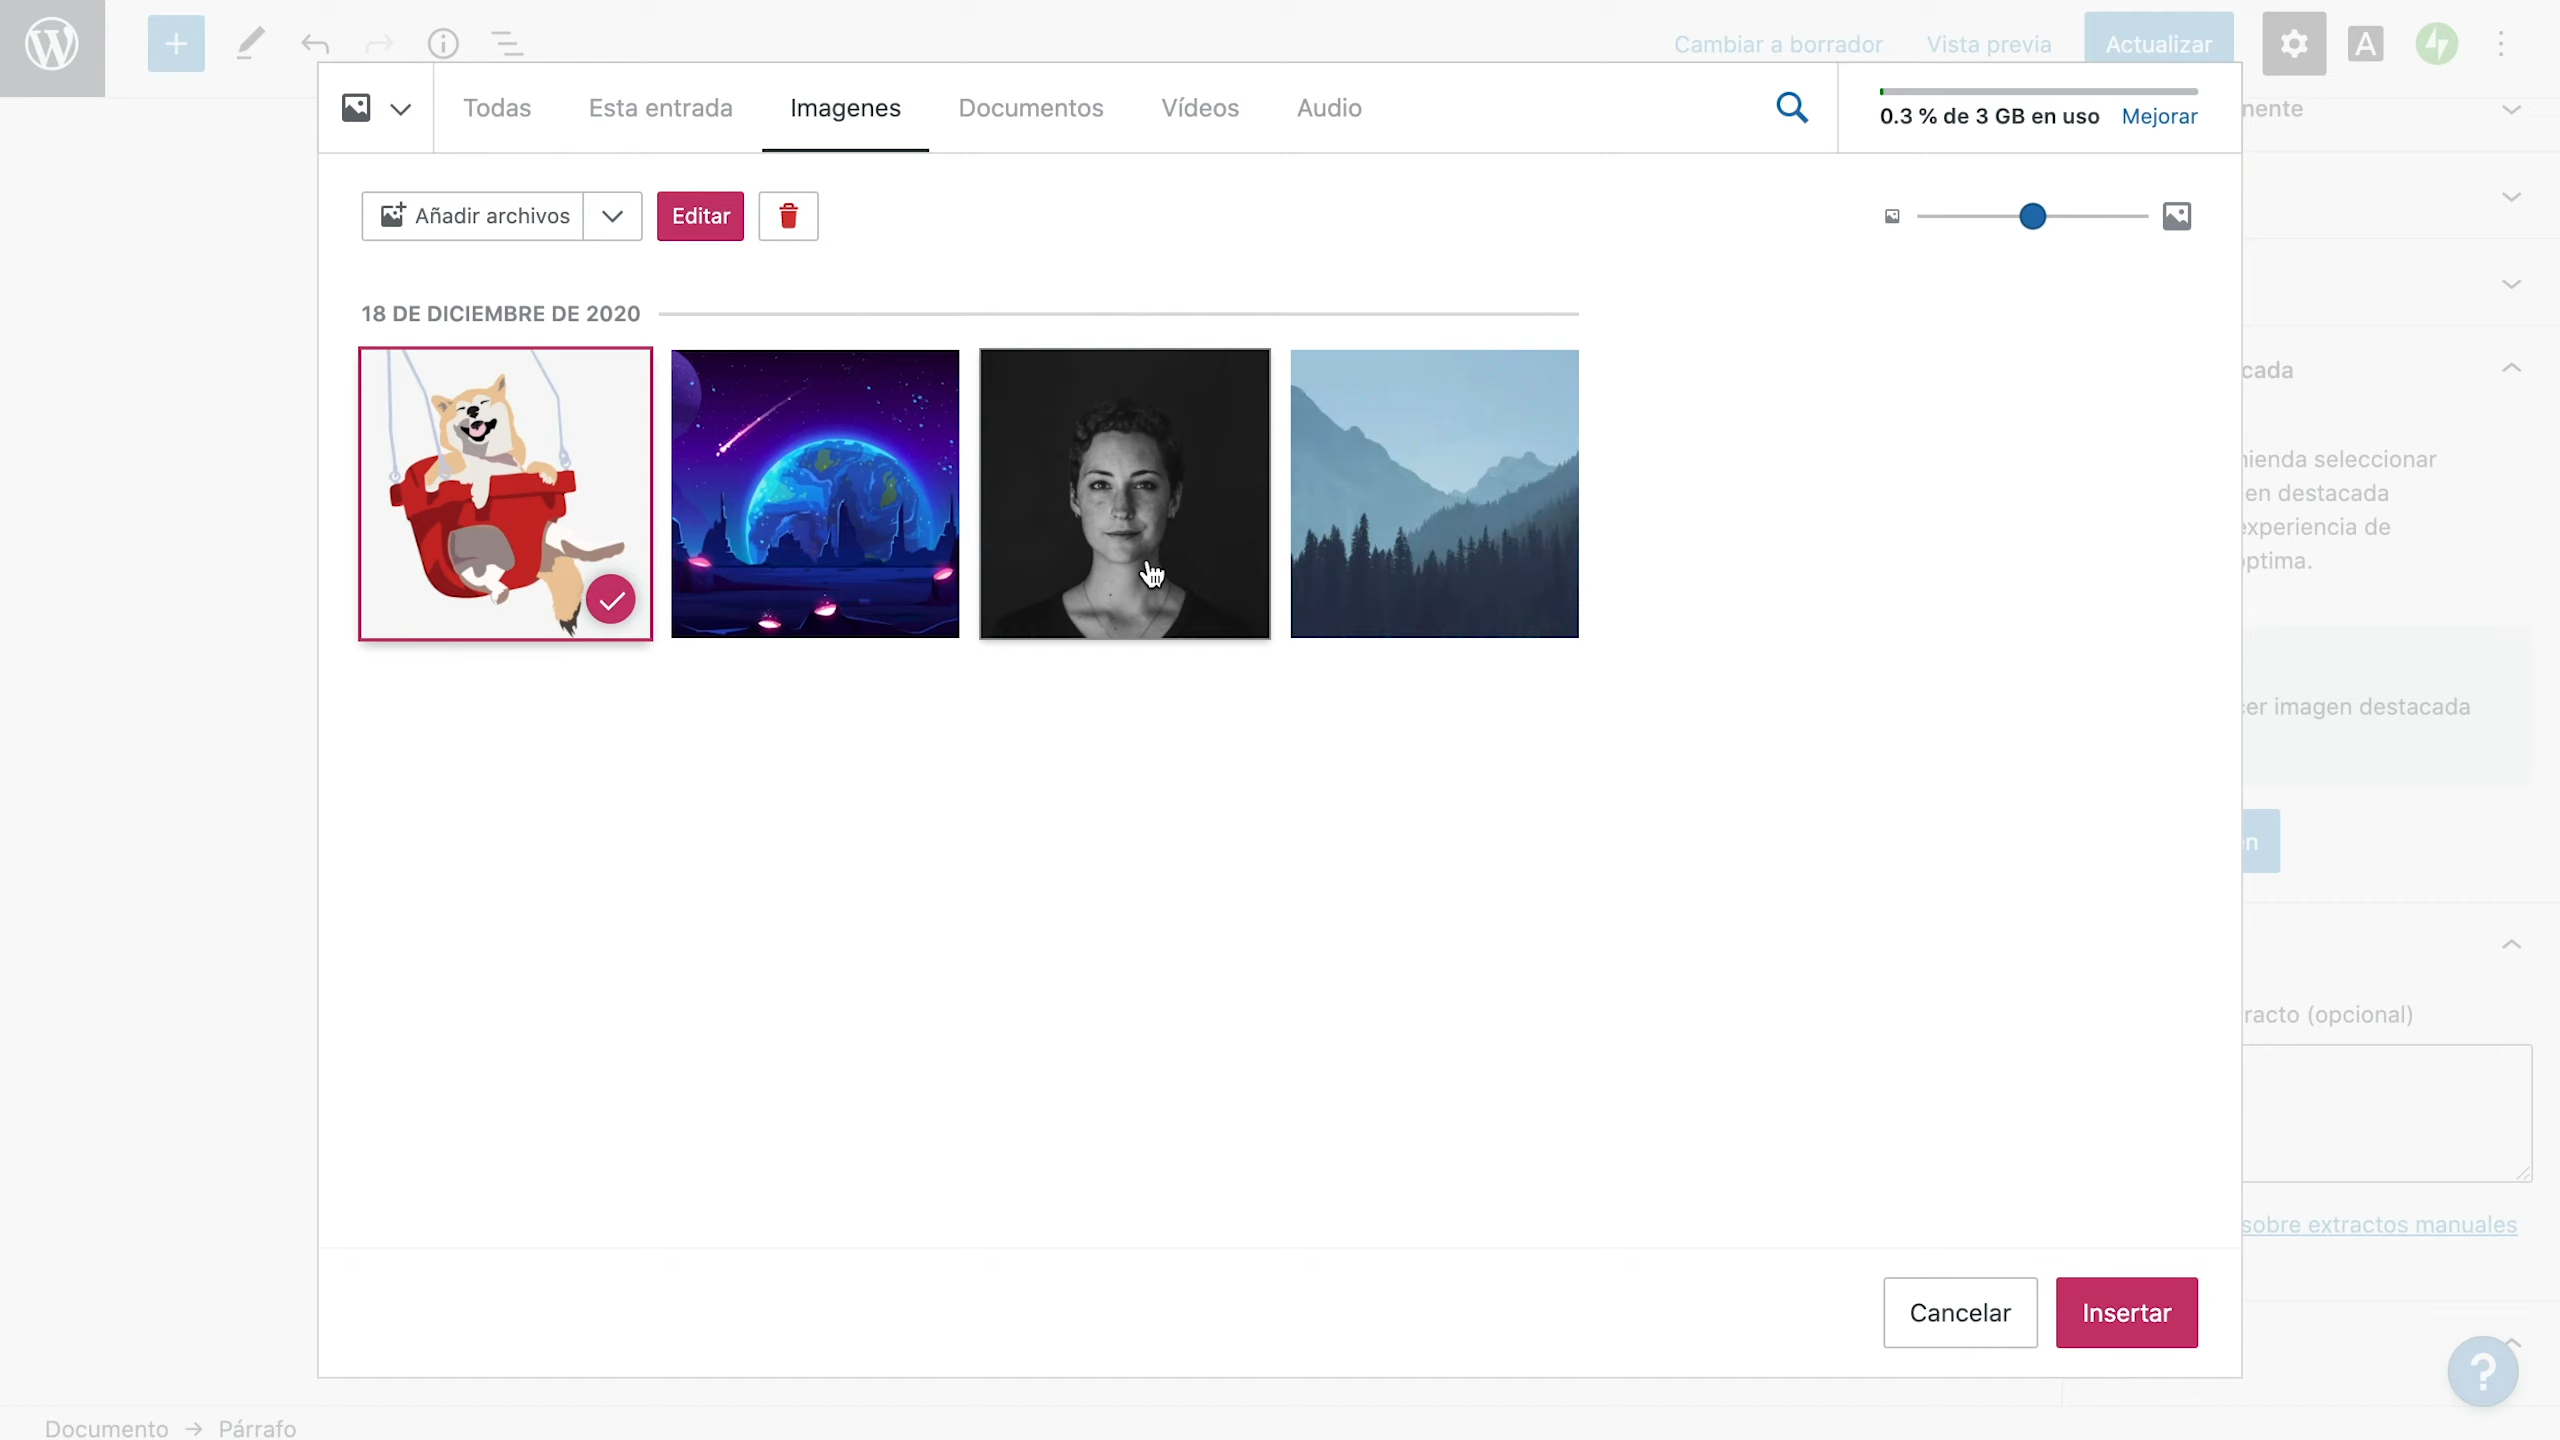 Cambiar a borrador
Vista previa
Actualizar
A
Todas
Esta entrada
Imagenes
Documentos
Vídeos
Audio
0.3 % de 3 GB en uso
Mejorar
Añadir archivos
Editar
18 DE DICIEMBRE DE 2020
nente
cada
ienda seleccionar
en destacada
xperiencia de
ptima.
er imagen destacada
n
racto (opcional)
sobre extractos manuales
Cancelar
Insertar
?
Documento → Párrafo